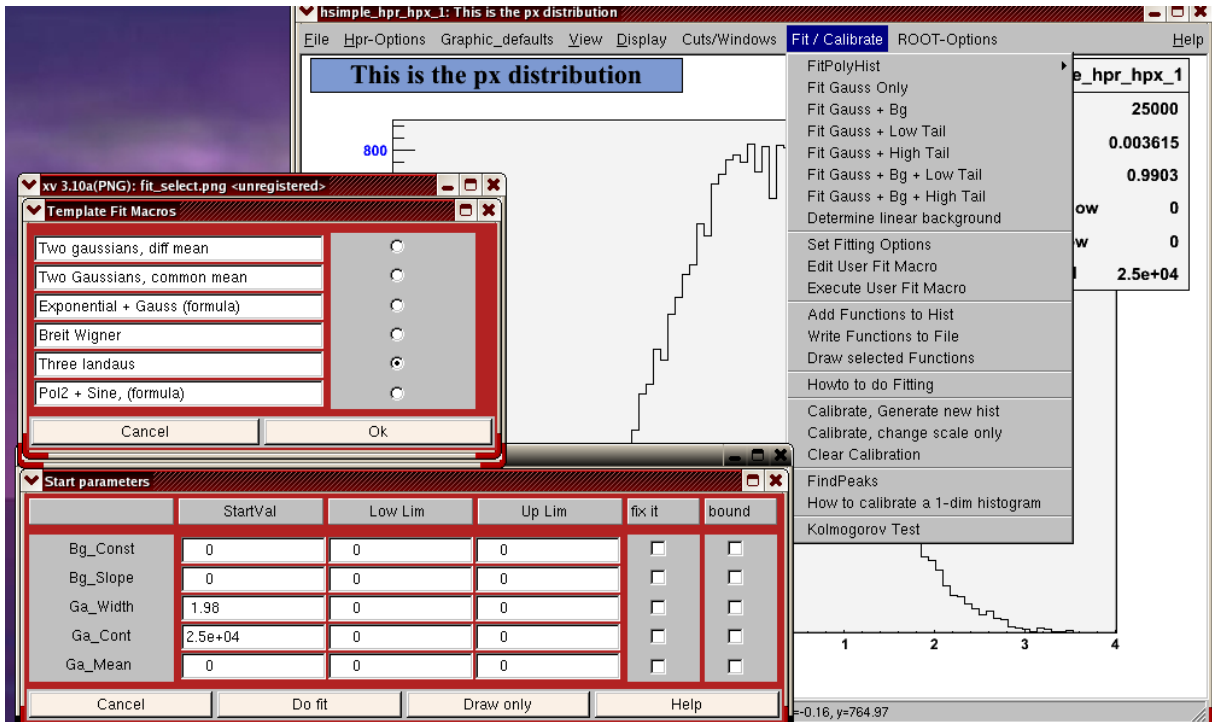 hsimple_hpr_hpx_1: This is the px distribution
File Hpr-Options Graphic_defaults View Display Cuts/Windows Fit / Calibrate ROOT-Options Help
This is the px distribution
e_hpr_hpx_1
25000
0.003615
0.9903
ow 0
w 0
2.5e+04
800
1 2 3 4
=-0.16, y=764.97
FitPolyHist
Fit Gauss Only
Fit Gauss + Bg
Fit Gauss + Low Tail
Fit Gauss + High Tail
Fit Gauss + Bg + Low Tail
Fit Gauss + Bg + High Tail
Determine linear background
Set Fitting Options
Edit User Fit Macro
Execute User Fit Macro
Add Functions to Hist
Write Functions to File
Draw selected Functions
Howto to do Fitting
Calibrate, Generate new hist
Calibrate, change scale only
Clear Calibration
FindPeaks
How to calibrate a 1-dim histogram
Kolmogorov Test
xv 3.10a(PNG): fit_select.png <unregistered>
Template Fit Macros
Two gaussians, diff mean
Two Gaussians, common mean
Exponential + Gauss (formula)
Breit Wigner
Three landaus
Pol2 + Sine, (formula)
Cancel Ok
Start parameters
StartVal Low Lim Up Lim fix it bound
Bg_Const 0 0 0
Bg_Slope 0 0 0
Ga_Width 1.98 0 0
Ga_Cont 2.5e+04 0 0
Ga_Mean 0 0 0
Cancel Do fit Draw only Help